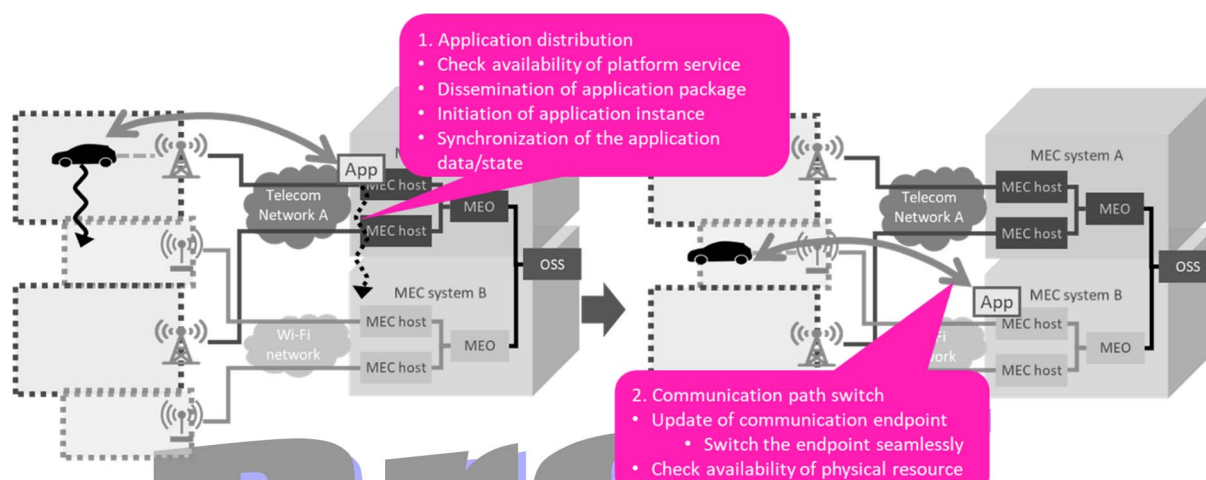 1. Application distribution
• Check availability of platform service
• Dissemination of application package
• Initiation of application instance
• Synchronization of the application
data/state
App
MEC host
Telecom
Network A
MEC host
MEO
OSS
MEC system B
MEC host
Wi-Fi
network
MEO
MEC host
MEC system A
MEC host
Telecom
Network A
MEO
MEC host
OSS
MEC system B
App
MEC host
MEO
MEC host
2. Communication path switch
• Update of communication endpoint
• Switch the endpoint seamlessly
• Check availability of physical resource